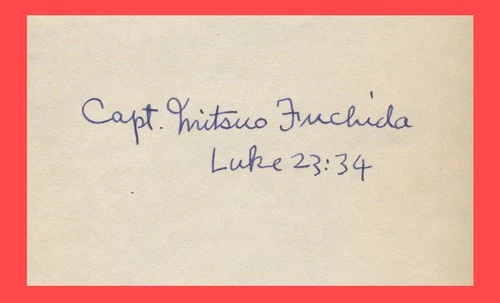 Capt. Mitsuo Fuchida
Luke 23:34